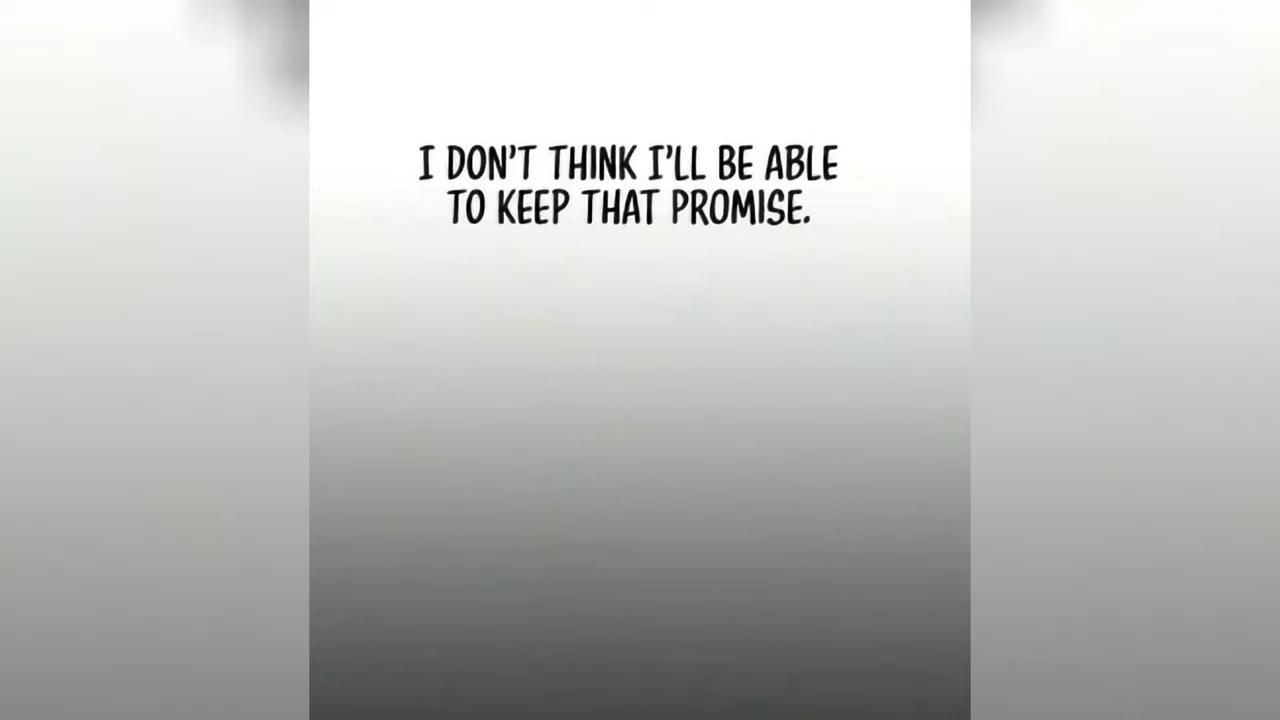 I DON'T THINK I'LL BE ABLE
TO KEEP THAT PROMISE.